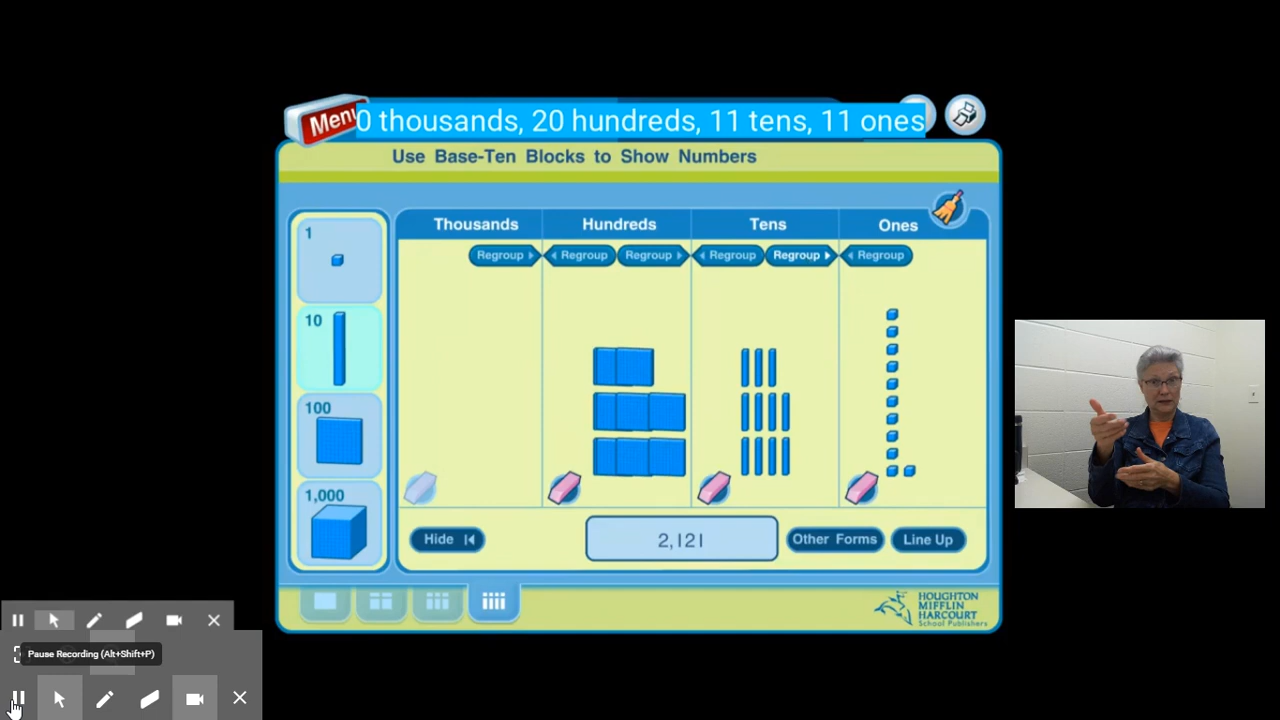 Menu
0 thousands, 20 hundreds, 11 tens, 11 ones
Use Base-Ten Blocks to Show Numbers
Thousands Hundreds Tens Ones
Regroup Regroup Regroup Regroup Regroup Regroup
1
10
100
1,000
Hide 2,121 Other Forms Line Up
HOUGHTON
MIFFLIN
HARCOURT
School Publishers
Pause Recording (Alt+Shift+P)